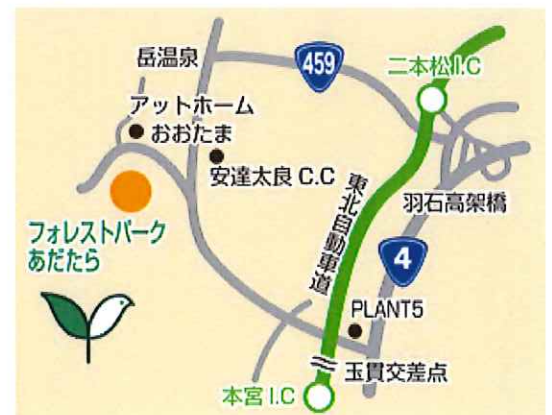 岳温泉
459
二本松I.C
アットホーム
おおたま
安達太良 C.C
東北自動車道
羽石高架橋
フォレストパーク
あだたら
4
PLANT5
玉貫交差点
本宮 I.C